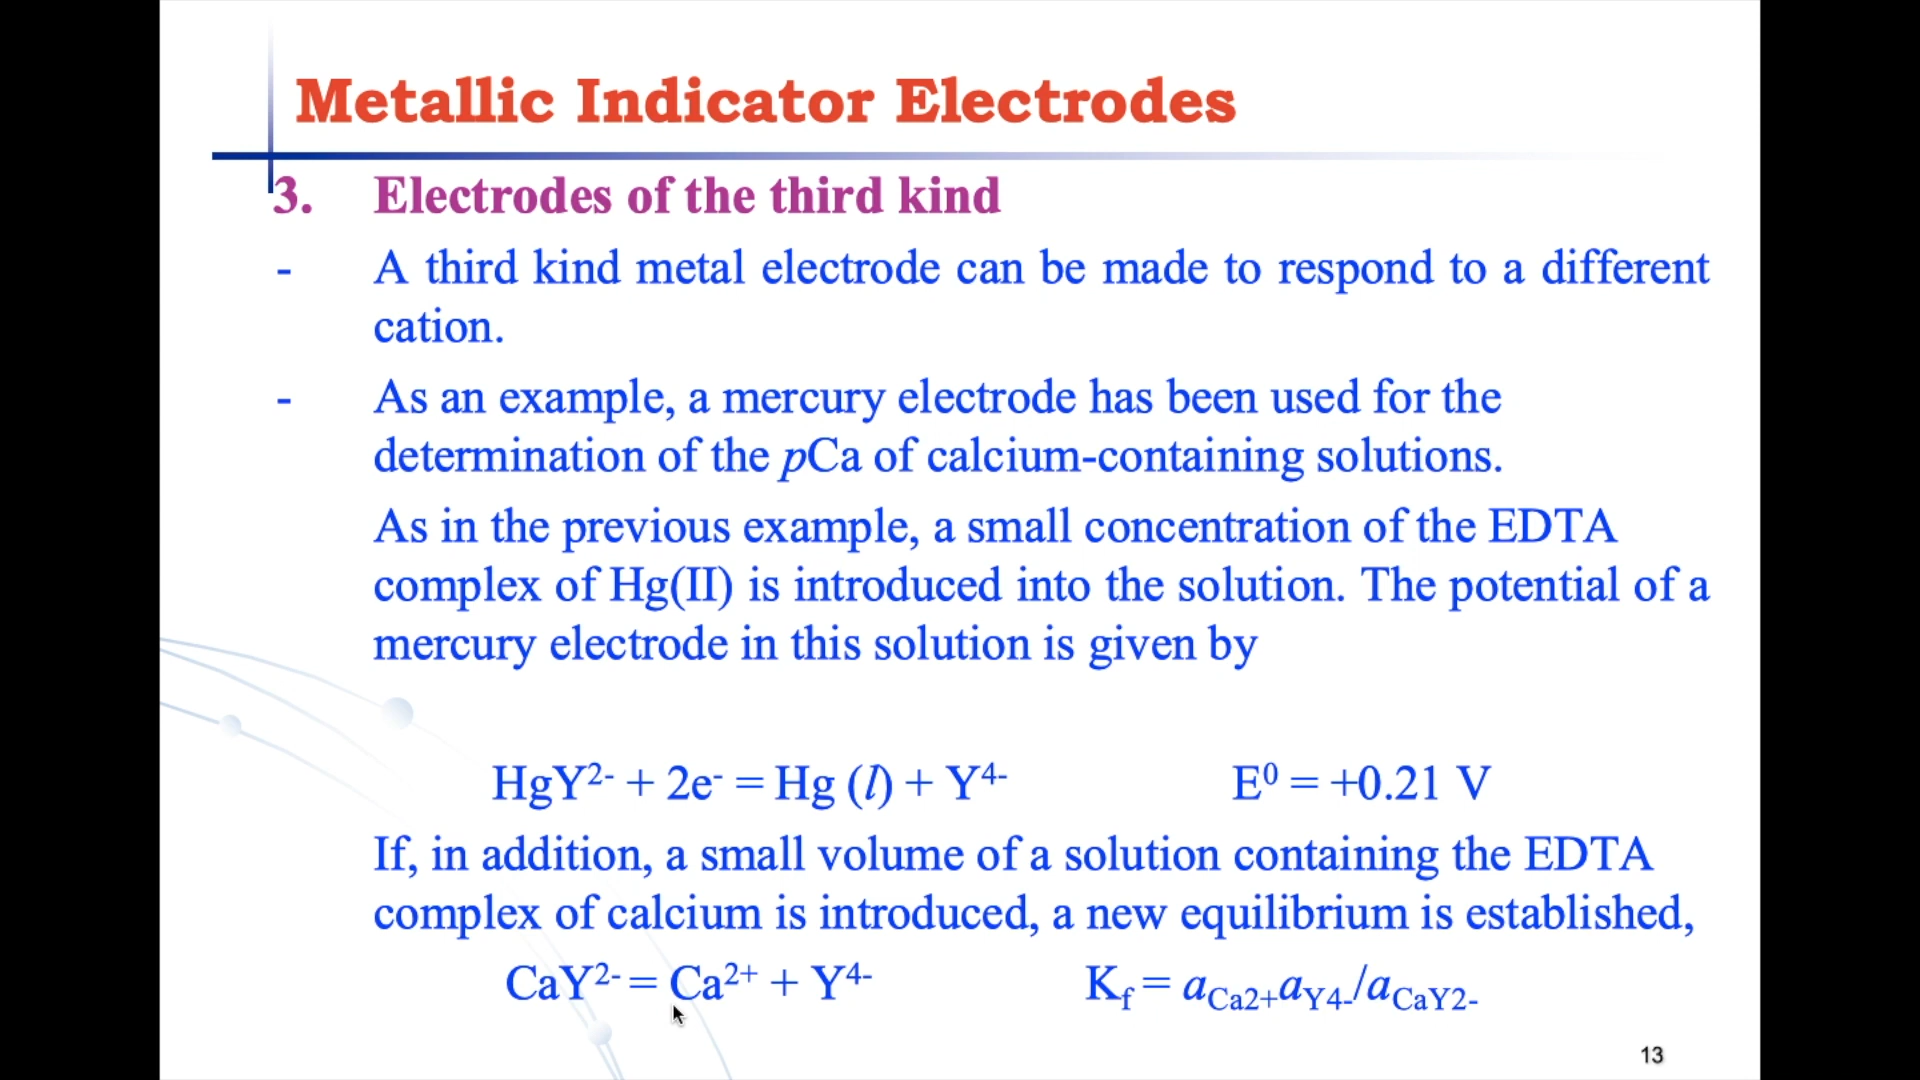 Metallic Indicator Electrodes
3. Electrodes of the third kind
- A third kind metal electrode can be made to respond to a different
cation.
- As an example, a mercury electrode has been used for the
determination of the pCa of calcium-containing solutions.
As in the previous example, a small concentration of the EDTA
complex of Hg(II) is introduced into the solution. The potential of a
mercury electrode in this solution is given by
HgY²⁻ + 2e⁻ = Hg (l) + Y⁴⁻ E⁰ = +0.21 V
If, in addition, a small volume of a solution containing the EDTA
complex of calcium is introduced, a new equilibrium is established,
CaY²⁻ = Ca²⁺ + Y⁴⁻ K_f = a_Ca2+a_Y4-/a_CaY2-
13